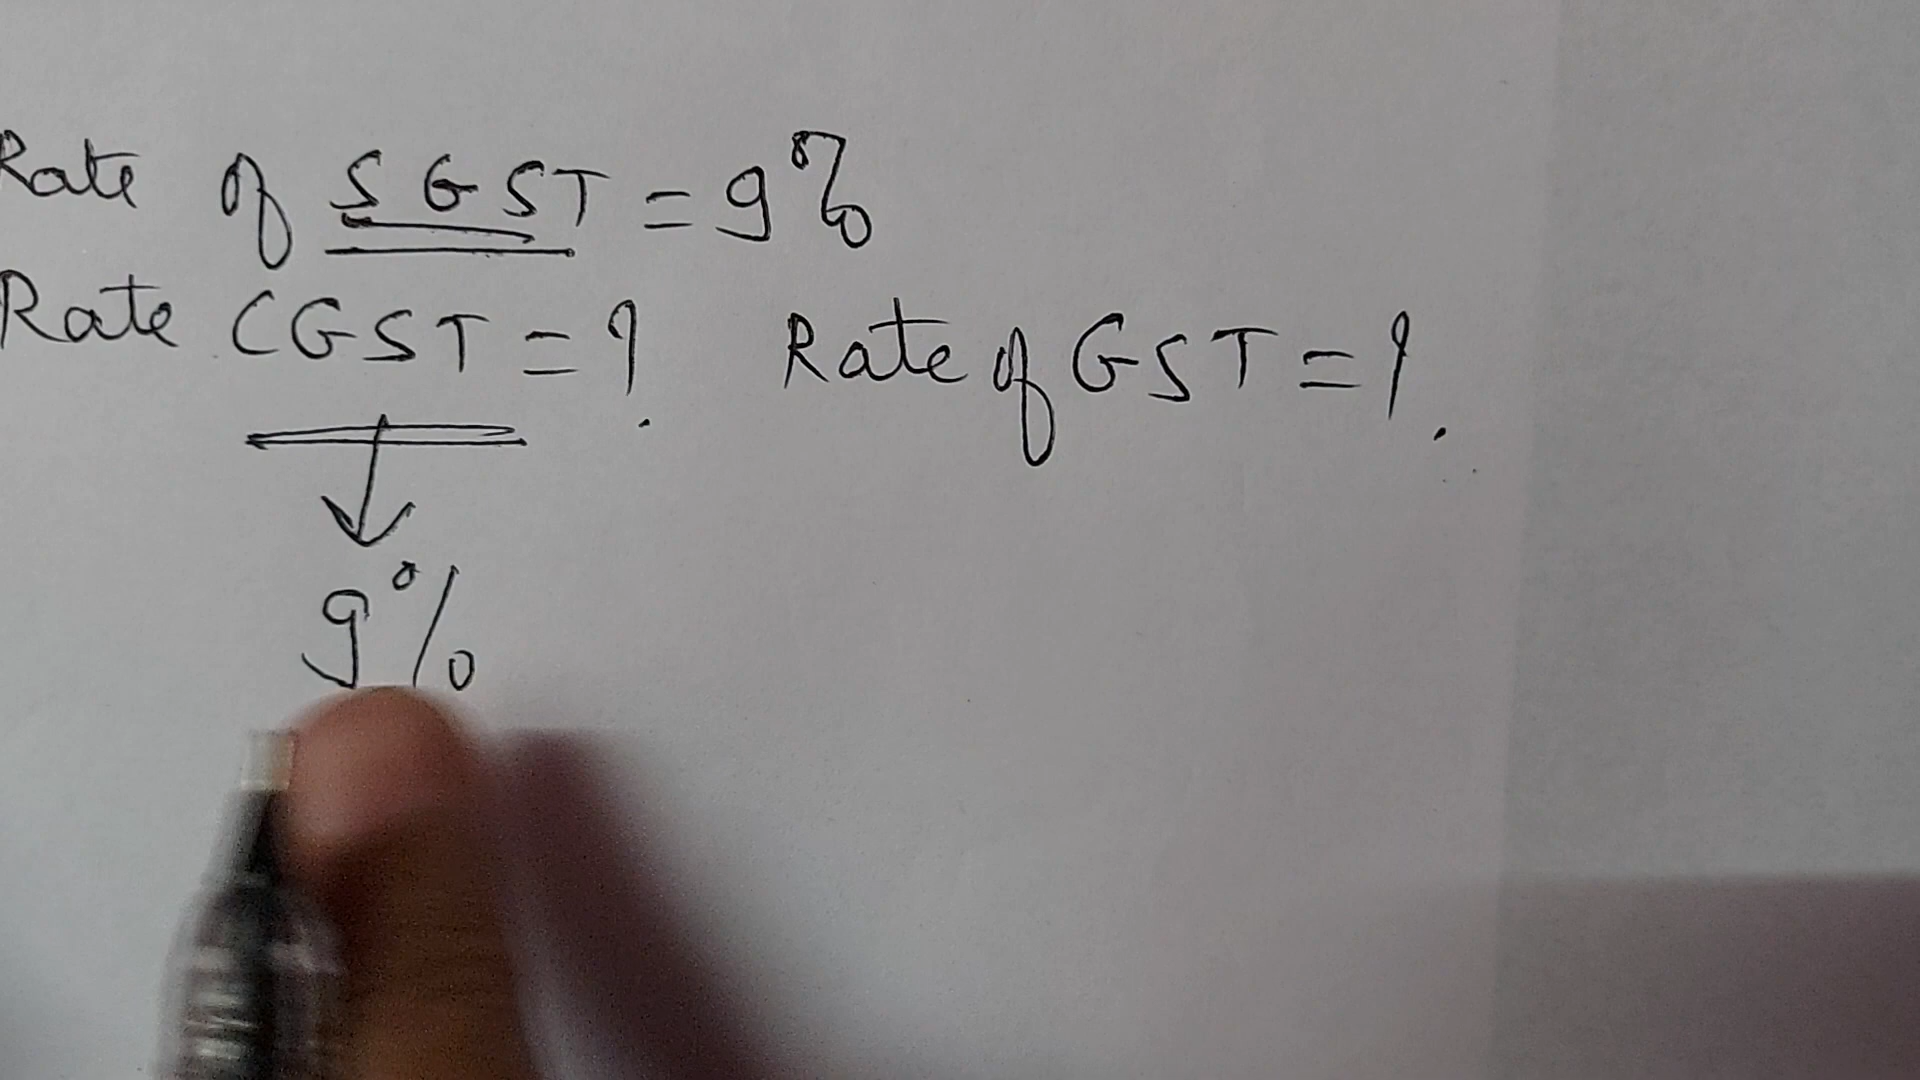 Rate of SGST = 9%
Rate CGST = ? Rate of GST = ?
9%